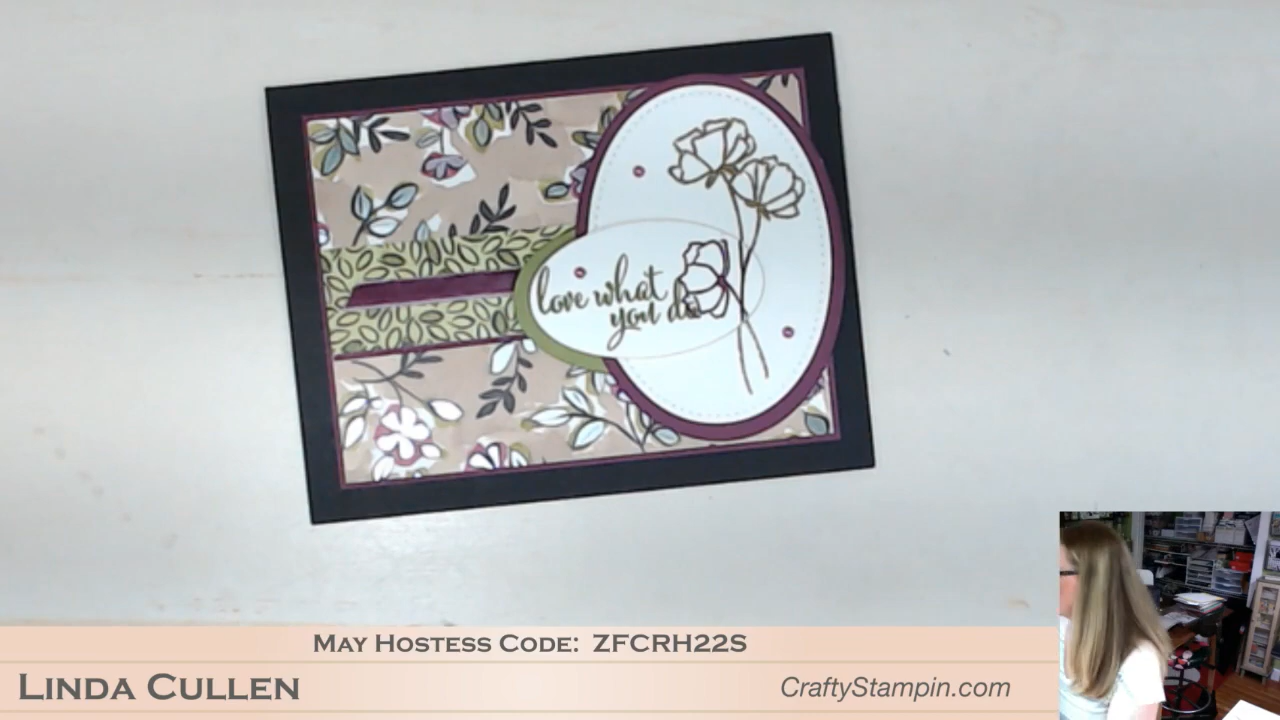 love what
you do
May Hostess Code: ZFCRH22S
Linda Cullen
CraftyStampin.com